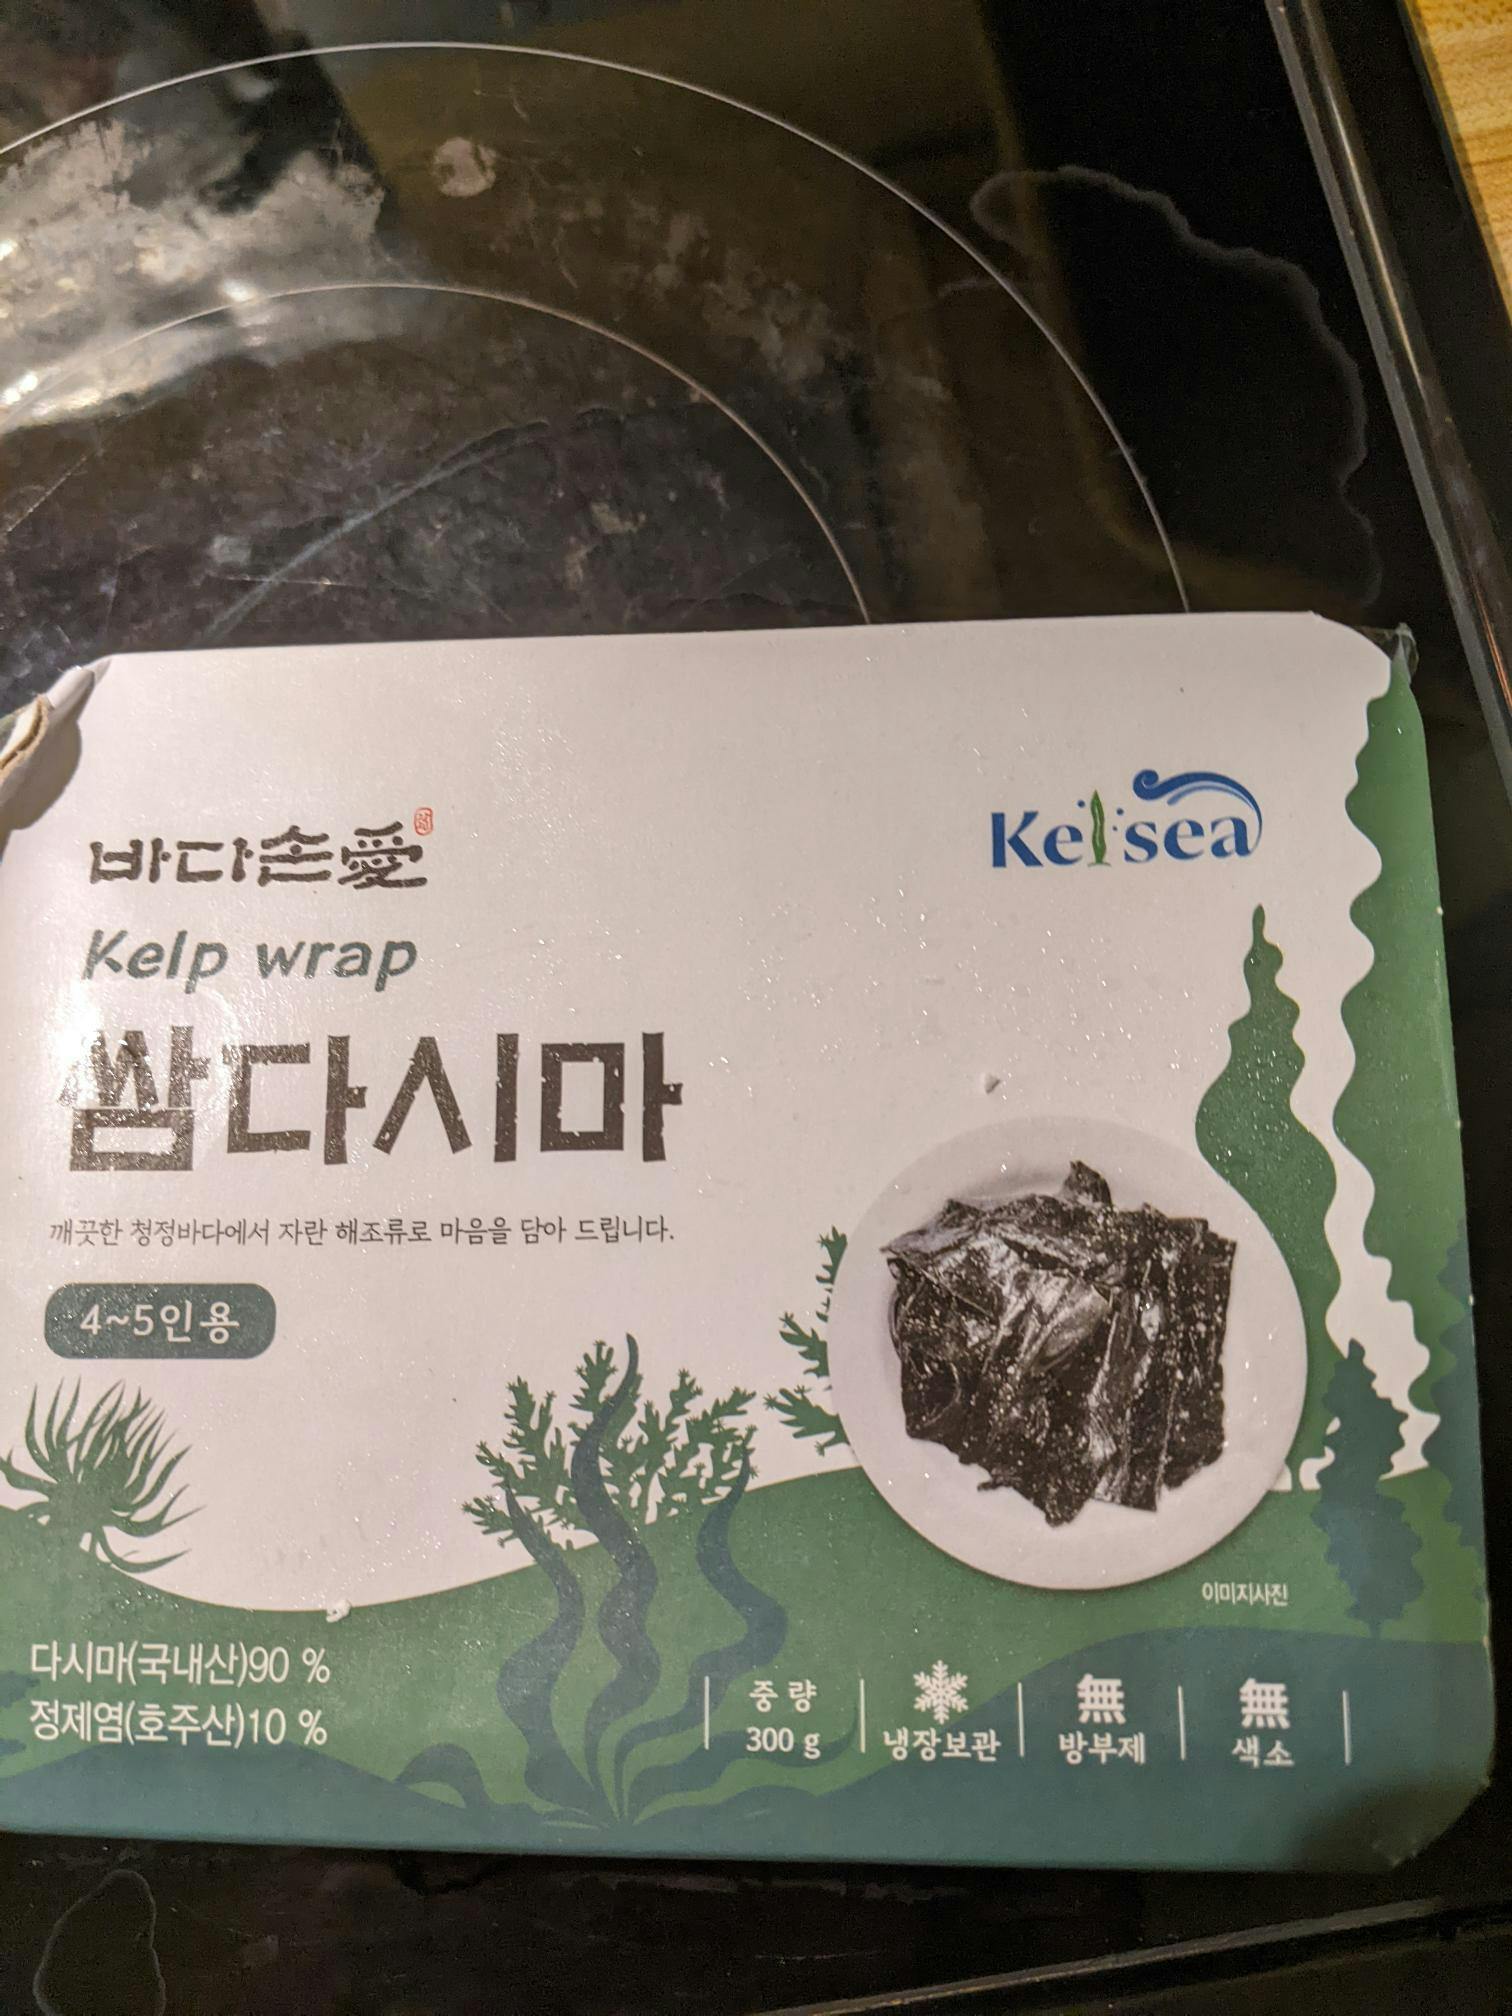 바다손愛
Kelpsea
Kelp wrap
쌈다시마
깨끗한 청정바다에서 자란 해조류로 마음을 담아 드립니다.
4~5인용
이미지사진
다시마(국내산)90 %
정제염(호주산)10 %
중량
300 g
냉장보관
無
방부제
無
색소